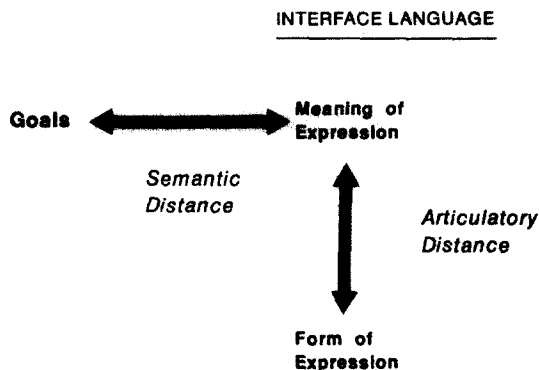 INTERFACE LANGUAGE
Goals
Meaning of
Expression
Semantic
Distance
Articulatory
Distance
Form of
Expression